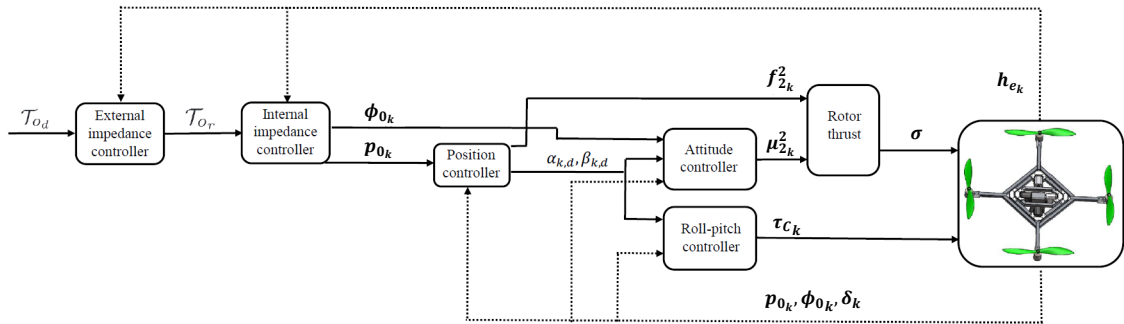 𝒯_{o_d}
External impedance controller
𝒯_{o_r}
Internal impedance controller
ϕ_{0_k}
p_{0_k}
Position controller
α_{k,d}, β_{k,d}
f^2_{2_k}
μ^2_{2_k}
Attitude controller
Roll-pitch controller
τ_{C_k}
Rotor thrust
σ
h_{e_k}
p_{0_k}, ϕ_{0_k}, δ_k